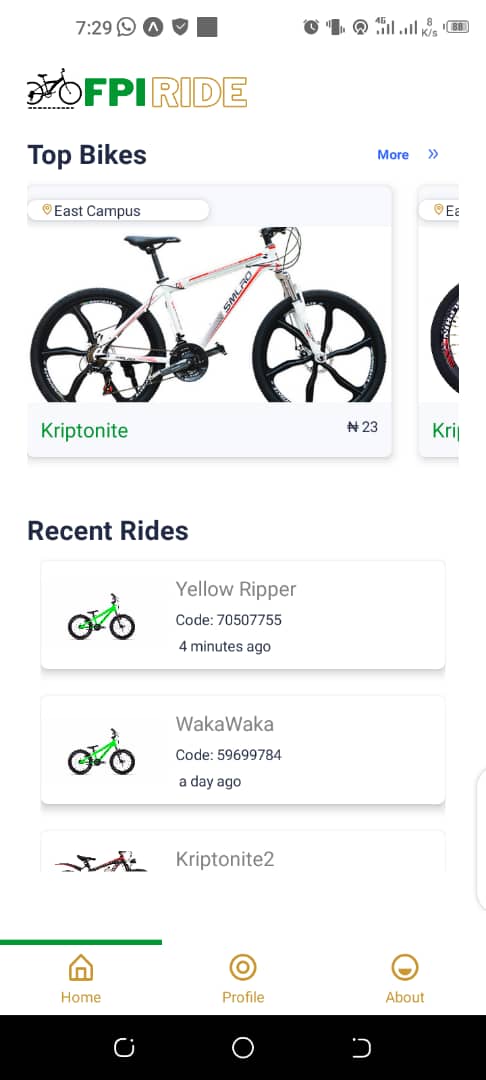 7:29
4G
8
K/s
88
FPI RIDE
Top Bikes
More »
East Campus
Ea
SMLRO
Kriptonite
₦ 23
Kri
Recent Rides
Yellow Ripper
Code: 70507755
4 minutes ago
WakaWaka
Code: 59699784
a day ago
Kriptonite2
Home
Profile
About